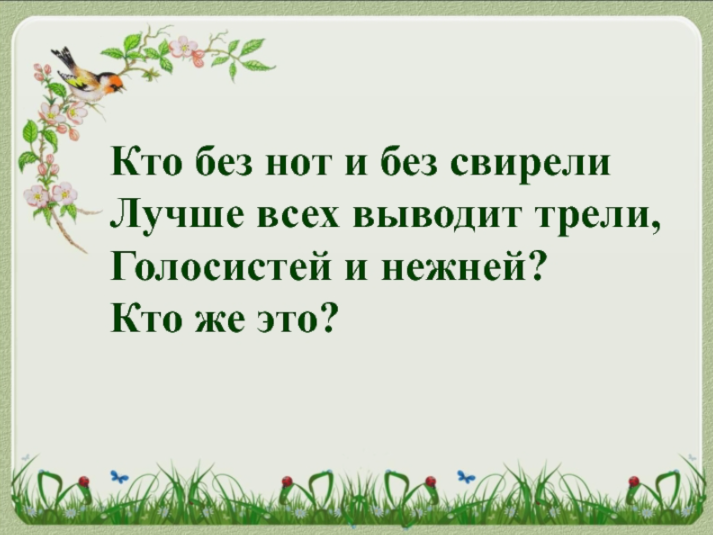 Кто без нот и без свирели
Лучше всех выводит трели,
Голосистей и нежней?
Кто же это?